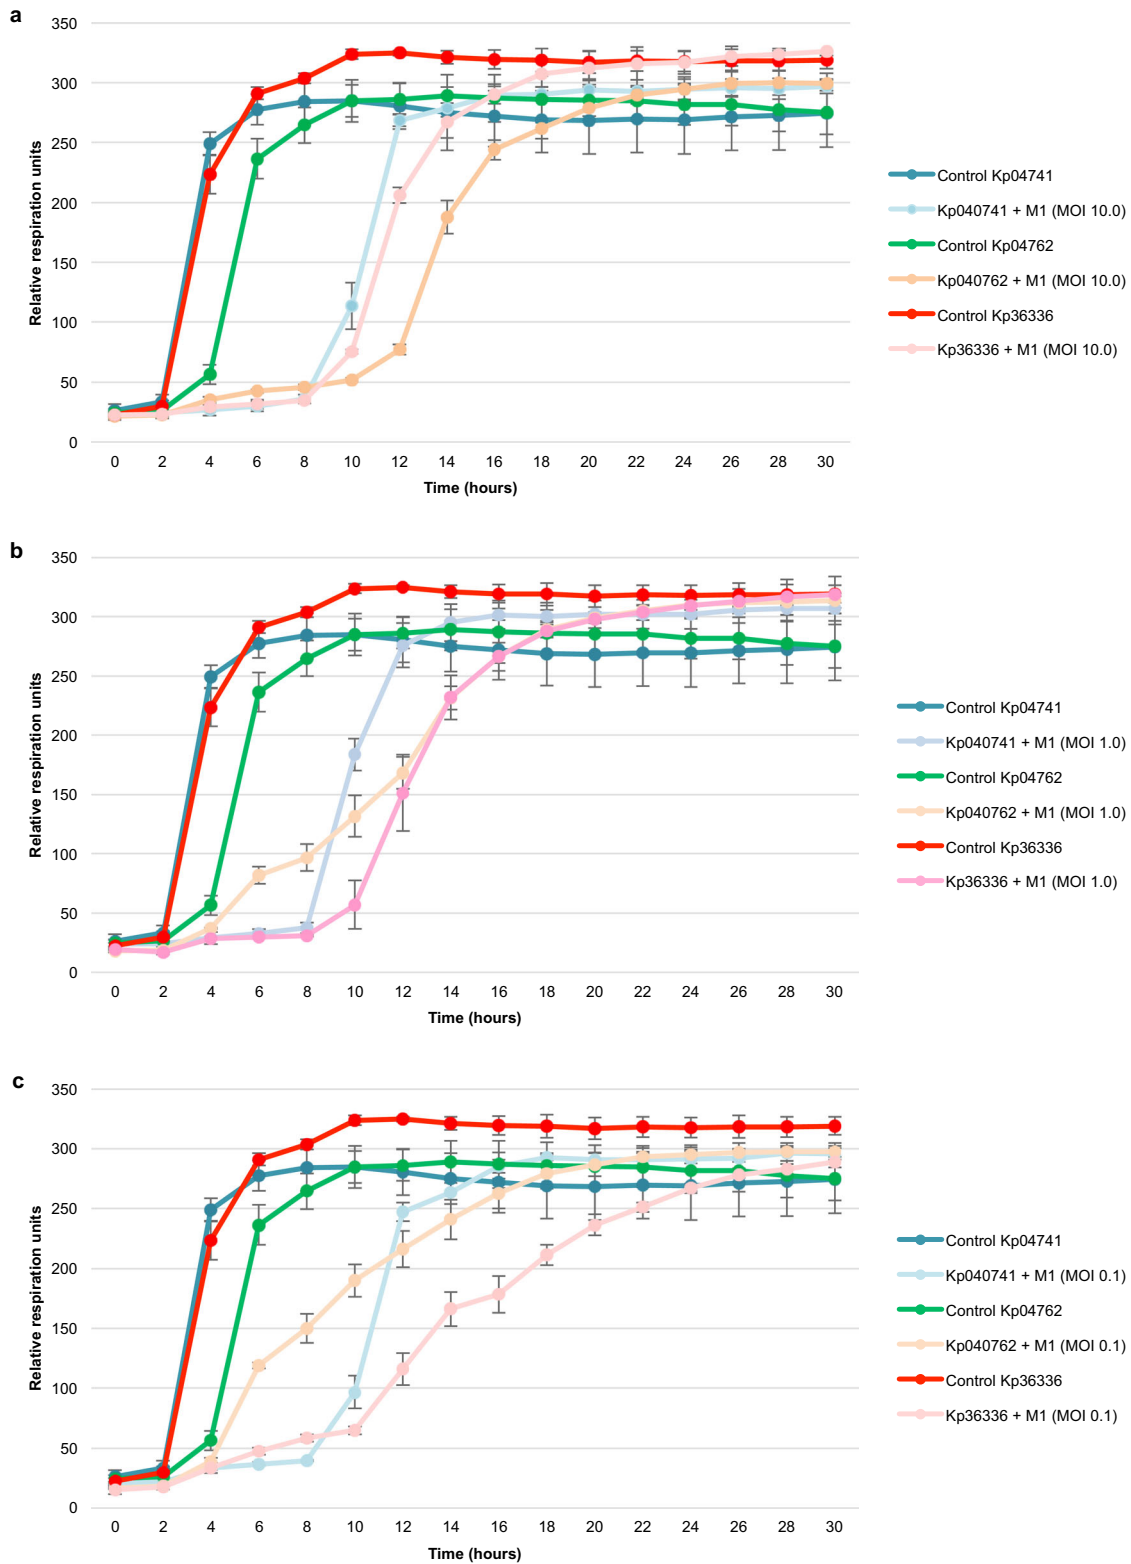 a
350
300
250
200
150
100
50
0
Relative respiration units
0 2 4 6 8 10 12 14 16 18 20 22 24 26 28 30
Time (hours)
Control Kp04741
Kp040741 + M1 (MOI 10.0)
Control Kp04762
Kp040762 + M1 (MOI 10.0)
Control Kp36336
Kp36336 + M1 (MOI 10.0)
b
350
300
250
200
150
100
50
0
Relative respiration units
0 2 4 6 8 10 12 14 16 18 20 22 24 26 28 30
Time (hours)
Control Kp04741
Kp040741 + M1 (MOI 1.0)
Control Kp04762
Kp040762 + M1 (MOI 1.0)
Control Kp36336
Kp36336 + M1 (MOI 1.0)
c
350
300
250
200
150
100
50
0
Relative respiration units
0 2 4 6 8 10 12 14 16 18 20 22 24 26 28 30
Time (hours)
Control Kp04741
Kp040741 + M1 (MOI 0.1)
Control Kp04762
Kp040762 + M1 (MOI 0.1)
Control Kp36336
Kp36336 + M1 (MOI 0.1)